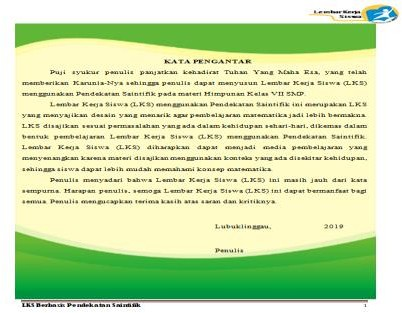 Lembar Kerja
Siswa
KATA PENGANTAR
Puji syukur penulis panjatkan kehadirat Tuhan Yang Maha Esa, yang telah
memberikan Karunia-Nya sehingga penulis dapat menyusun Lembar Kerja Siswa (LKS)
menggunakan Pendekatan Saintifik pada materi Himpunan Kelas VII SMP.
Lembar Kerja Siswa (LKS) menggunakan Pendekatan Saintifik ini merupakan LKS
yang menyajikan desain yang menarik agar pembelajaran matematika jadi lebih bermakna.
LKS disajikan sesuai permasalahan yang ada dalam kehidupan sehari-hari, dikemas dalam
bentuk pembelajaran Lembar Kerja Siswa (LKS) menggunakan Pendekatan Saintifik.
Lembar Kerja Siswa (LKS) diharapkan dapat menjadi media pembelajaran yang
menyenangkan karena materi disajikan menggunakan konteks yang ada disekitar kehidupan,
sehingga siswa dapat lebih mudah memahami konsep matematika.
Penulis menyadari bahwa Lembar Kerja Siswa (LKS) ini masih jauh dari kata
sempurna. Harapan penulis, semoga Lembar Kerja Siswa (LKS) ini dapat bermanfaat bagi
semua. Penulis mengucapkan terima kasih atas saran dan kritiknya.
Lubuklinggau, 2019
Penulis
LKS Berbasis Pendekatan Saintifik